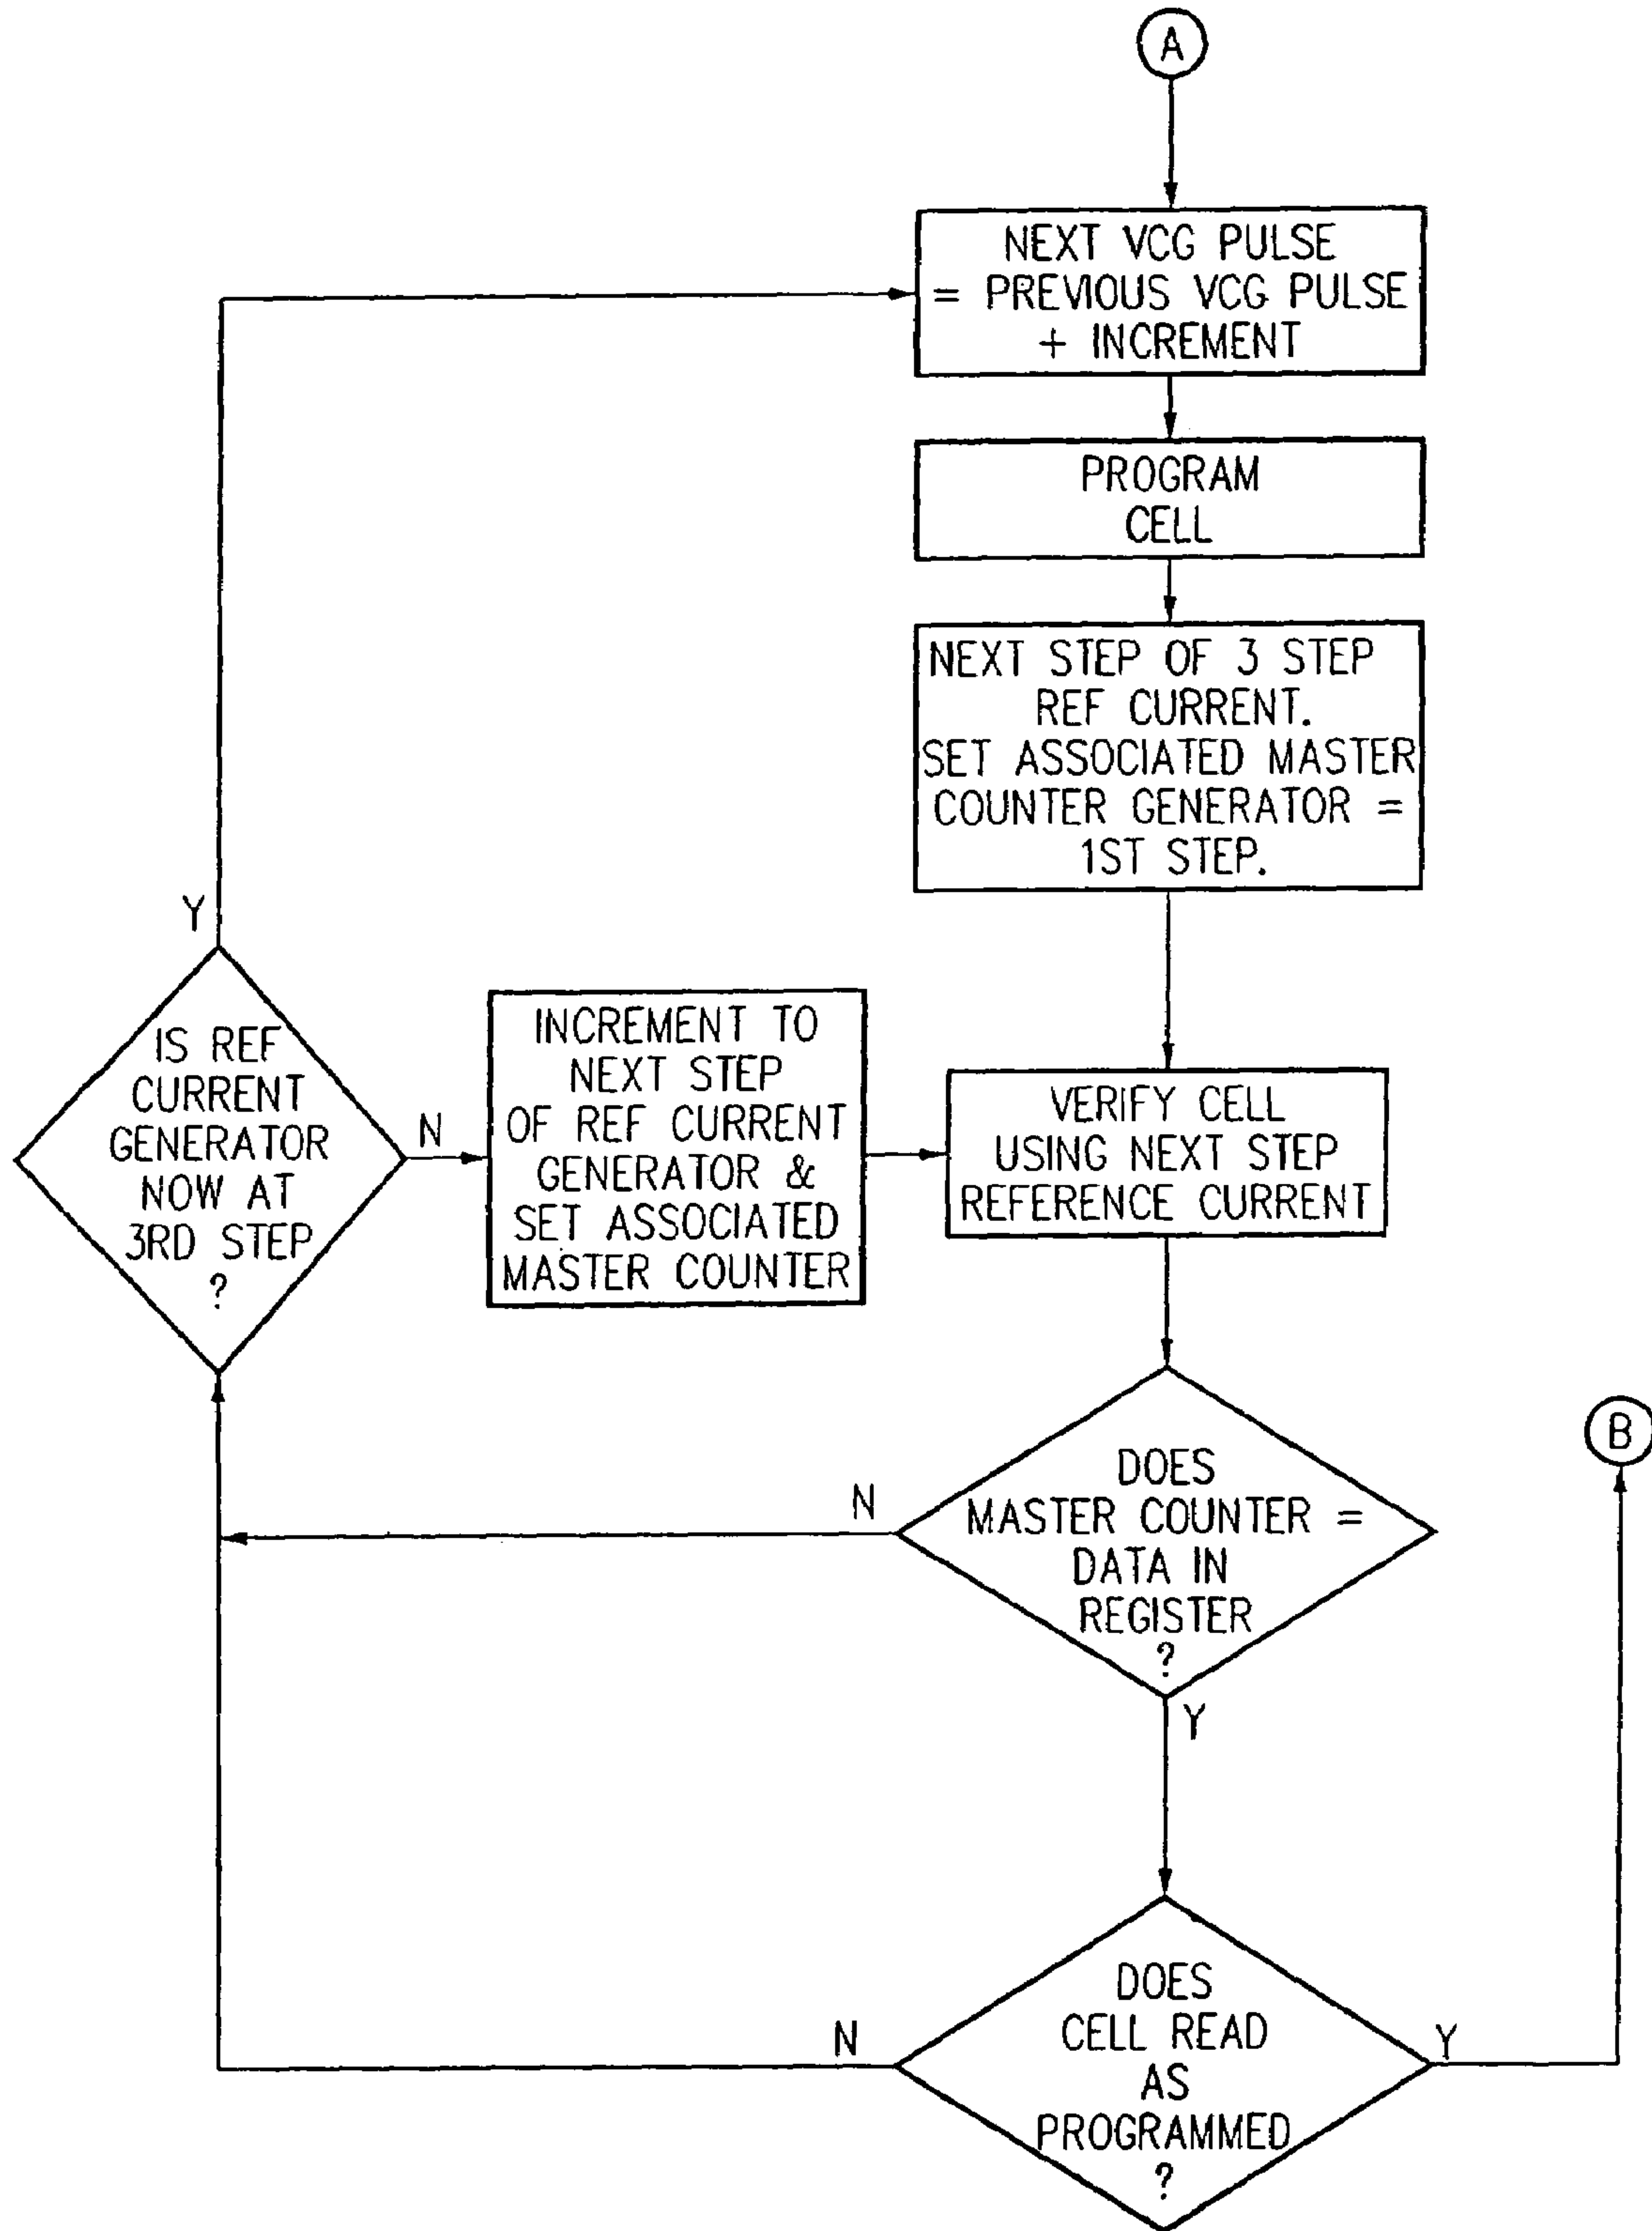 A
NEXT VCG PULSE
= PREVIOUS VCG PULSE
+ INCREMENT
PROGRAM
CELL
NEXT STEP OF 3 STEP
REF CURRENT.
SET ASSOCIATED MASTER
COUNTER GENERATOR =
1ST STEP.
Y
IS REF
CURRENT
GENERATOR
NOW AT
3RD STEP
?
N
INCREMENT TO
NEXT STEP
OF REF CURRENT
GENERATOR &
SET ASSOCIATED
MASTER COUNTER
VERIFY CELL
USING NEXT STEP
REFERENCE CURRENT
N
DOES
MASTER COUNTER =
DATA IN
REGISTER
?
Y
B
N
DOES
CELL READ
AS
PROGRAMMED
?
Y